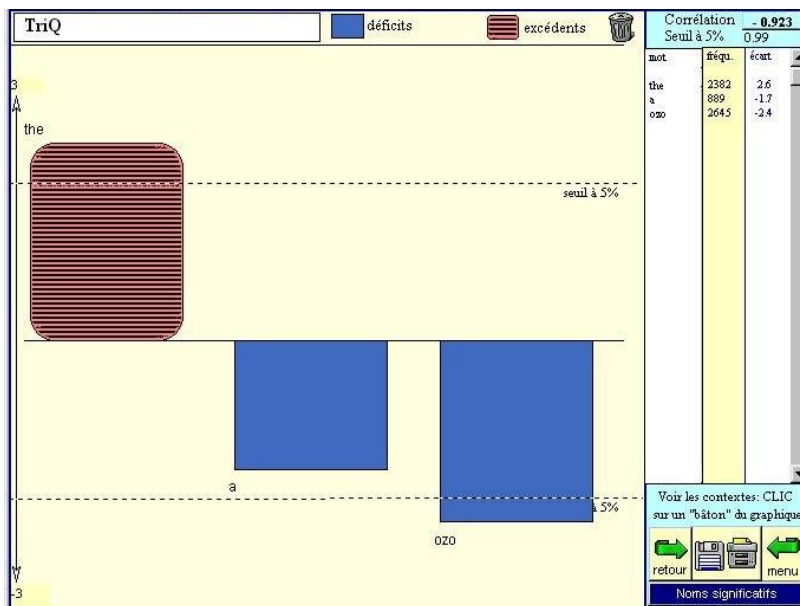 TriQ
déficits
excédents
Corrélation - 0.923
Seuil à 5% 0.99
mot fréqu. écart
the 2382 2.6
a 889 -1.7
ozo 2645 -2.4
3
the
seuil à 5%
a
à 5%
ozo
-3
Voir les contextes: CLIC
sur un "bâton" du graphique
retour
menu
Noms significatifs